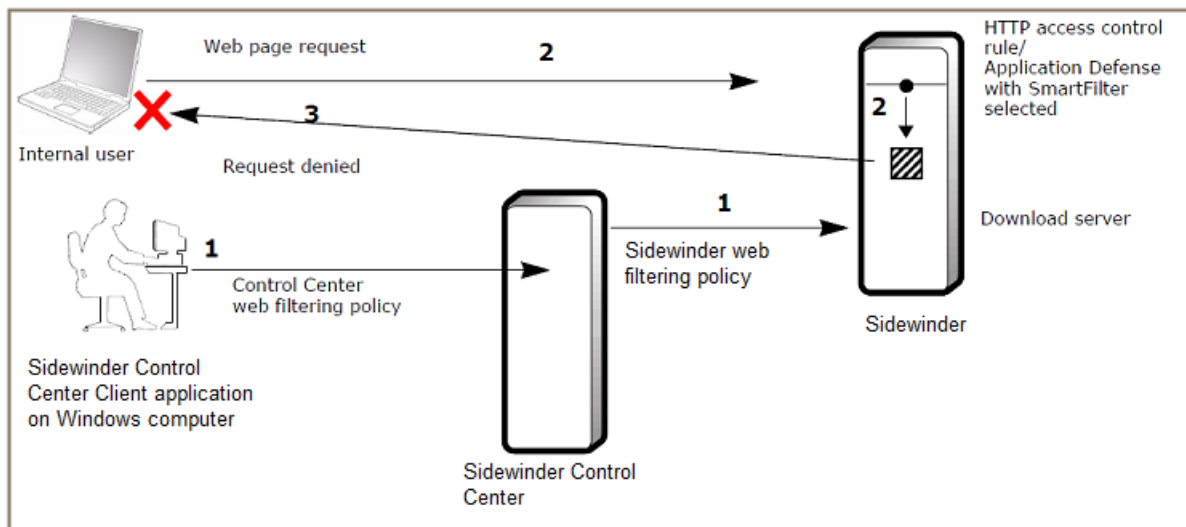 Web page request
2
HTTP access control
rule/
Application Defense
with SmartFilter
selected
2
3
Internal user
Request denied
1
Sidewinder web
filtering policy
Download server
1
Control Center
web filtering policy
Sidewinder
Sidewinder Control
Center Client application
on Windows computer
Sidewinder Control
Center